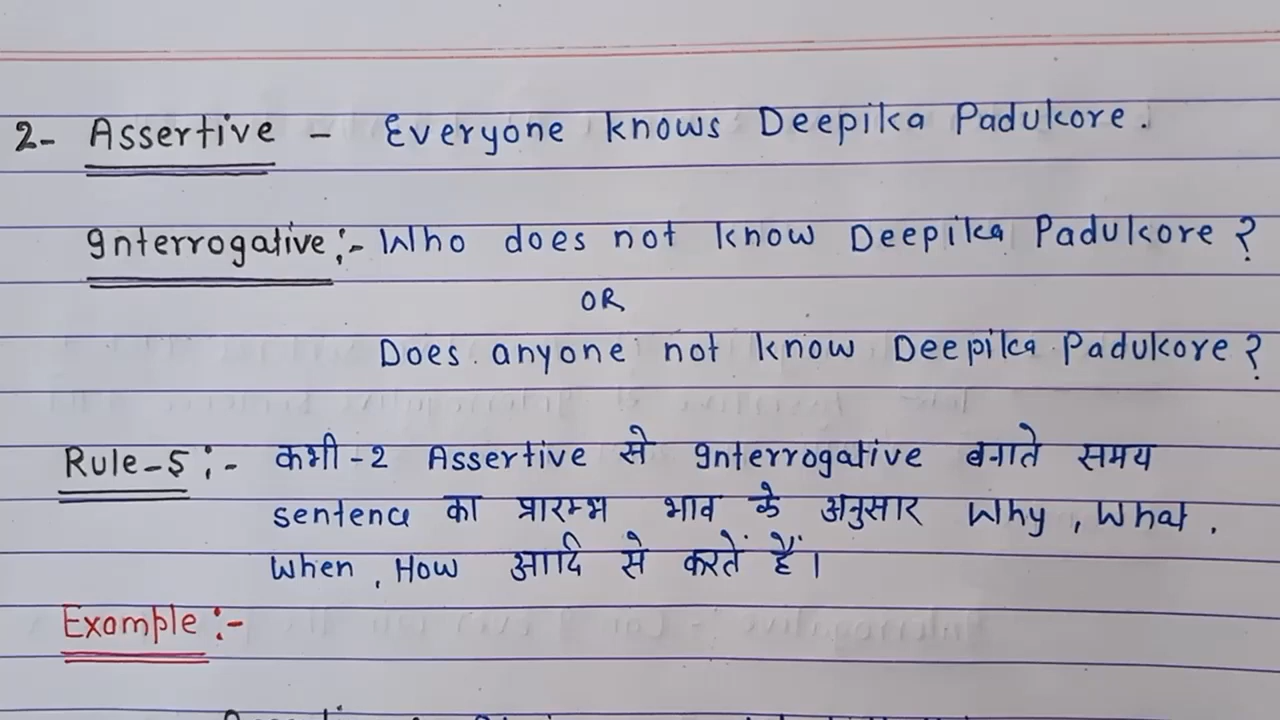 2- Assertive - Everyone knows Deepika Padukore.
Interrogative:- Who does not know Deepika Padukore?
OR
Does anyone not know Deepika Padukore?
Rule-5:- कभी-2 Assertive से Interrogative बनाते समय
sentence का प्रारम्भ भाव के अनुसार Why, What,
When, How आदि से करतें हैं।
Example:-